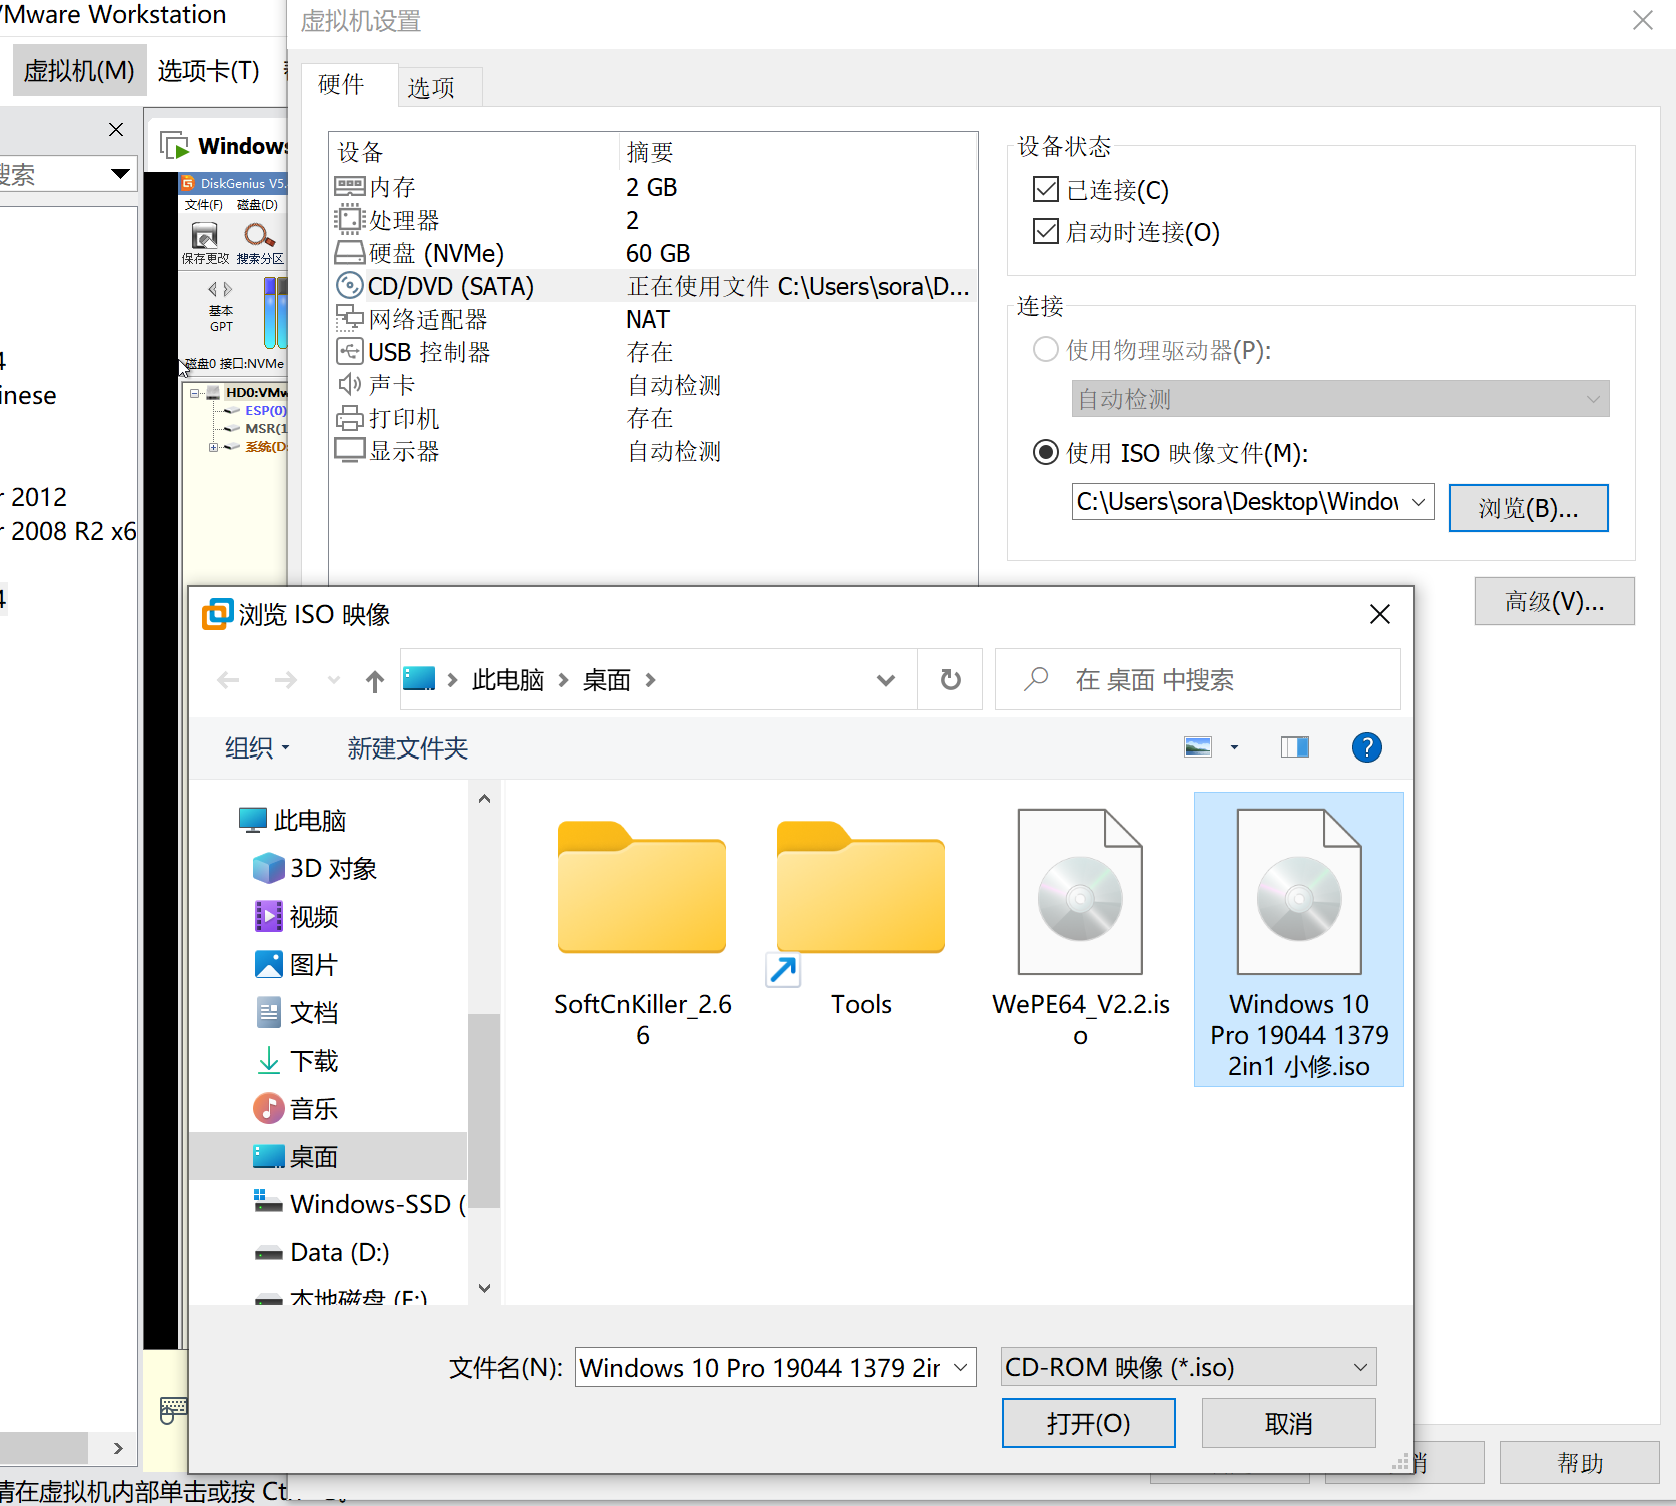 VMware Workstation
虚拟机(M)
选项卡(T)
搜索
Windows
DiskGenius V5.
文件(F)
磁盘(D)
保存更改
搜索分区
基本
GPT
磁盘0 接口:NVMe
HD0:VMw
ESP(0)
MSR(1
系统(D:
4
inese
r 2012
r 2008 R2 x6
4
请在虚拟机内部单击或按 Ct
虚拟机设置
硬件
选项
设备
摘要
内存
2 GB
处理器
2
硬盘 (NVMe)
60 GB
CD/DVD (SATA)
正在使用文件 C:\Users\sora\D...
网络适配器
NAT
USB 控制器
存在
声卡
自动检测
打印机
存在
显示器
自动检测
设备状态
已连接(C)
启动时连接(O)
连接
使用物理驱动器(P):
自动检测
使用 ISO 映像文件(M):
C:\Users\sora\Desktop\Windov
浏览(B)...
高级(V)...
浏览 ISO 映像
此电脑
桌面
在 桌面 中搜索
组织
新建文件夹
此电脑
3D 对象
视频
图片
文档
下载
音乐
桌面
Windows-SSD (
Data (D:)
本地磁盘 (E:)
SoftCnKiller_2.6
6
Tools
WePE64_V2.2.is
o
Windows 10
Pro 19044 1379
2in1 小修.iso
文件名(N):
Windows 10 Pro 19044 1379 2ir
CD-ROM 映像 (*.iso)
打开(O)
取消
消
帮助